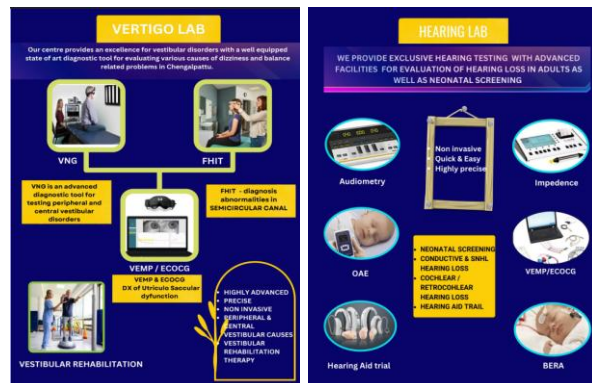 VERTIGO LAB
Our centre provides an excellence for vestibular disorders with a well equipped
state of art diagnostic tool for evaluating various causes of dizziness and balance
related problems in Chengalpattu.
VNG
FHIT
VNG is an advanced
diagnostic tool for
testing peripheral and
central vestibular
disorders
FHIT - diagnosis
abnormalities in
SEMICIRCULAR CANAL
VEMP / ECOCG
VEMP & ECOCG
DX of Utriculo Saccular
dyfunction
HIGHLY ADVANCED
PRECISE
NON INVASIVE
PERIPHERAL &
CENTRAL
VESTIBULAR CAUSES
VESTIBULAR
REHABILITATION
THERAPY
VESTIBULAR REHABILITATION
HEARING LAB
WE PROVIDE EXCLUSIVE HEARING TESTING WITH ADVANCED
FACILITIES FOR EVALUATION OF HEARING LOSS IN ADULTS AS
WELL AS NEONATAL SCREENING
Non invasive
Quick & Easy
Highly precise
Audiometry
Impedence
OAE
NEONATAL SCREENING
CONDUCTIVE & SNHL
HEARING LOSS
COCHLEAR /
RETROCOHLEAR
HEARING LOSS
HEARING AID TRAIL
VEMP/ECOCG
Hearing Aid trial
BERA